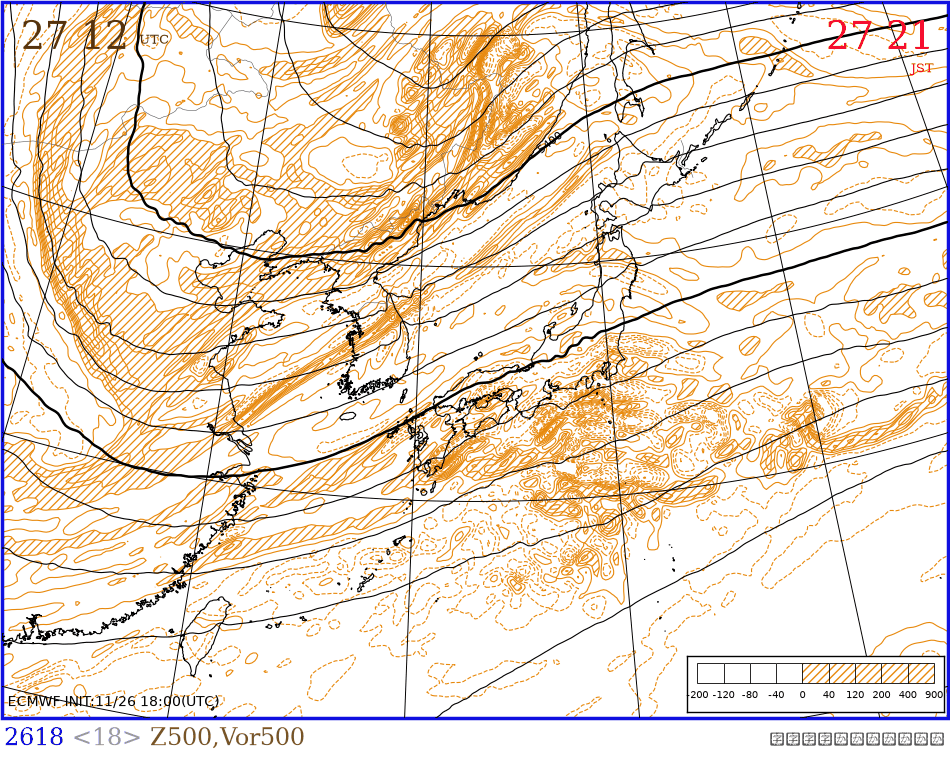 27 12 UTC
27 21
JST
5400
-200 -120 -80 -40 0 40 120 200 400 900
ECMWF INIT:11/26 18:00(UTC)
2618 <18> Z500,Vor500